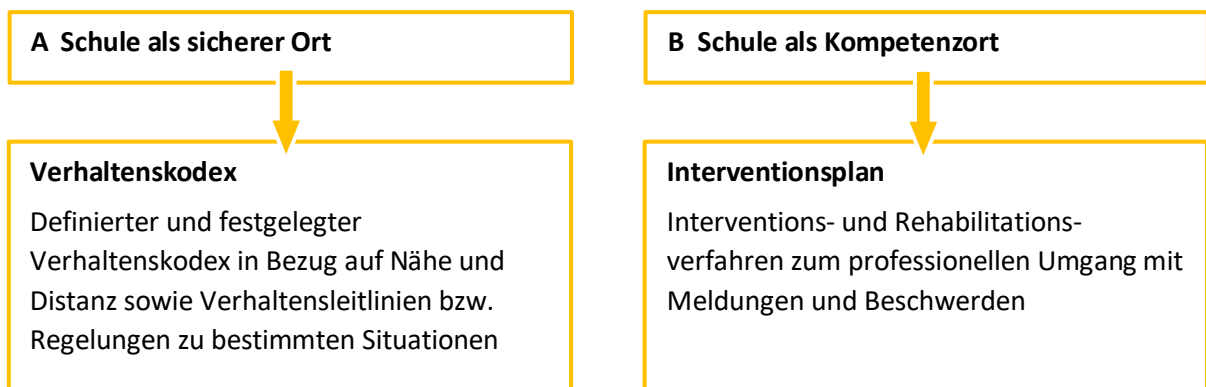 A Schule als sicherer Ort
Verhaltenskodex
Definierter und festgelegter
Verhaltenskodex in Bezug auf Nähe und
Distanz sowie Verhaltensleitlinien bzw.
Regelungen zu bestimmten Situationen
B Schule als Kompetenzort
Interventionsplan
Interventions- und Rehabilitations-
verfahren zum professionellen Umgang mit
Meldungen und Beschwerden